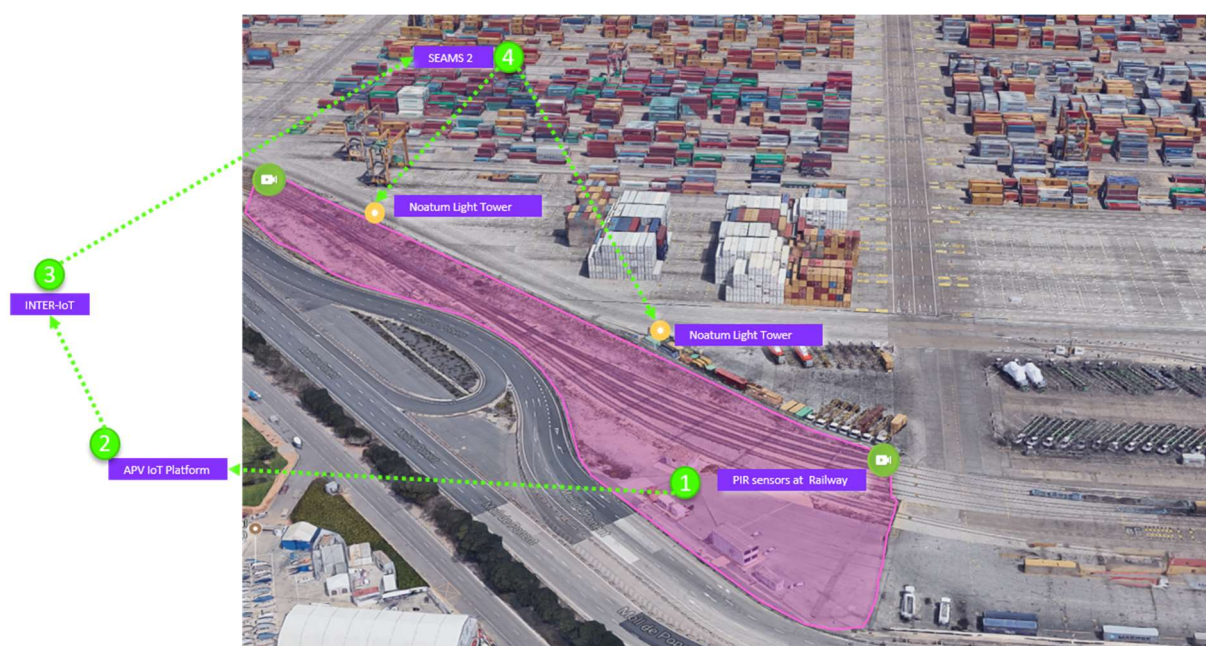 SEAMS 2
4
Noatum Light Tower
3
INTER-IoT
Noatum Light Tower
2
APV IoT Platform
1
PIR sensors at Railway